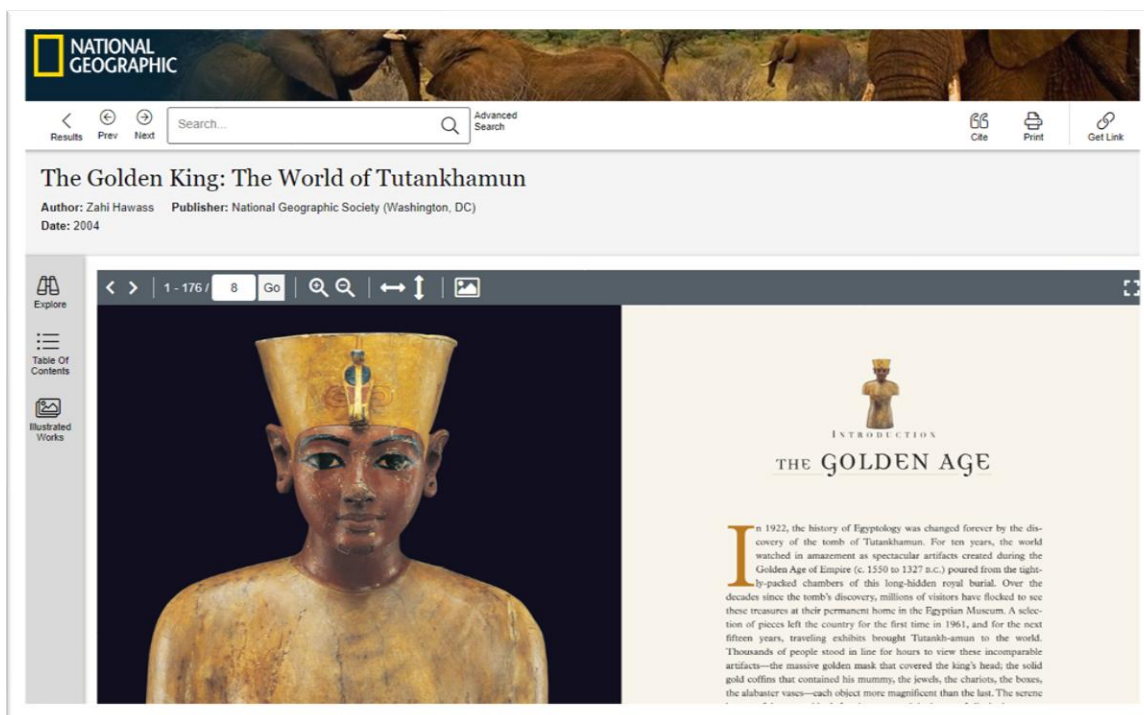 NATIONAL
GEOGRAPHIC
Results
Prev
Next
Search...
Advanced
Search
Cite
Print
Get Link
The Golden King: The World of Tutankhamun
Author: Zahi Hawass Publisher: National Geographic Society (Washington, DC)
Date: 2004
Explore
Table Of
Contents
Illustrated
Works
1 - 176 / 8 Go
INTRODUCTION
THE GOLDEN AGE
In 1922, the history of Egyptology was changed forever by the dis-
covery of the tomb of Tutankhamun. For ten years, the world
watched in amazement as spectacular artifacts created during the
Golden Age of Empire (c. 1550 to 1327 B.C.) poured from the tight-
ly-packed chambers of this long-hidden royal burial. Over the
decades since the tomb's discovery, millions of visitors have flocked to see
these treasures at their permanent home in the Egyptian Museum. A selec-
tion of pieces left the country for the first time in 1961, and for the next
fifteen years, traveling exhibits brought Tutankh-amun to the world.
Thousands of people stood in line for hours to view these incomparable
artifacts—the massive golden mask that covered the king's head; the solid
gold coffins that contained his mummy, the jewels, the chariots, the boxes,
the alabaster vases—each object more magnificent than the last. The serene